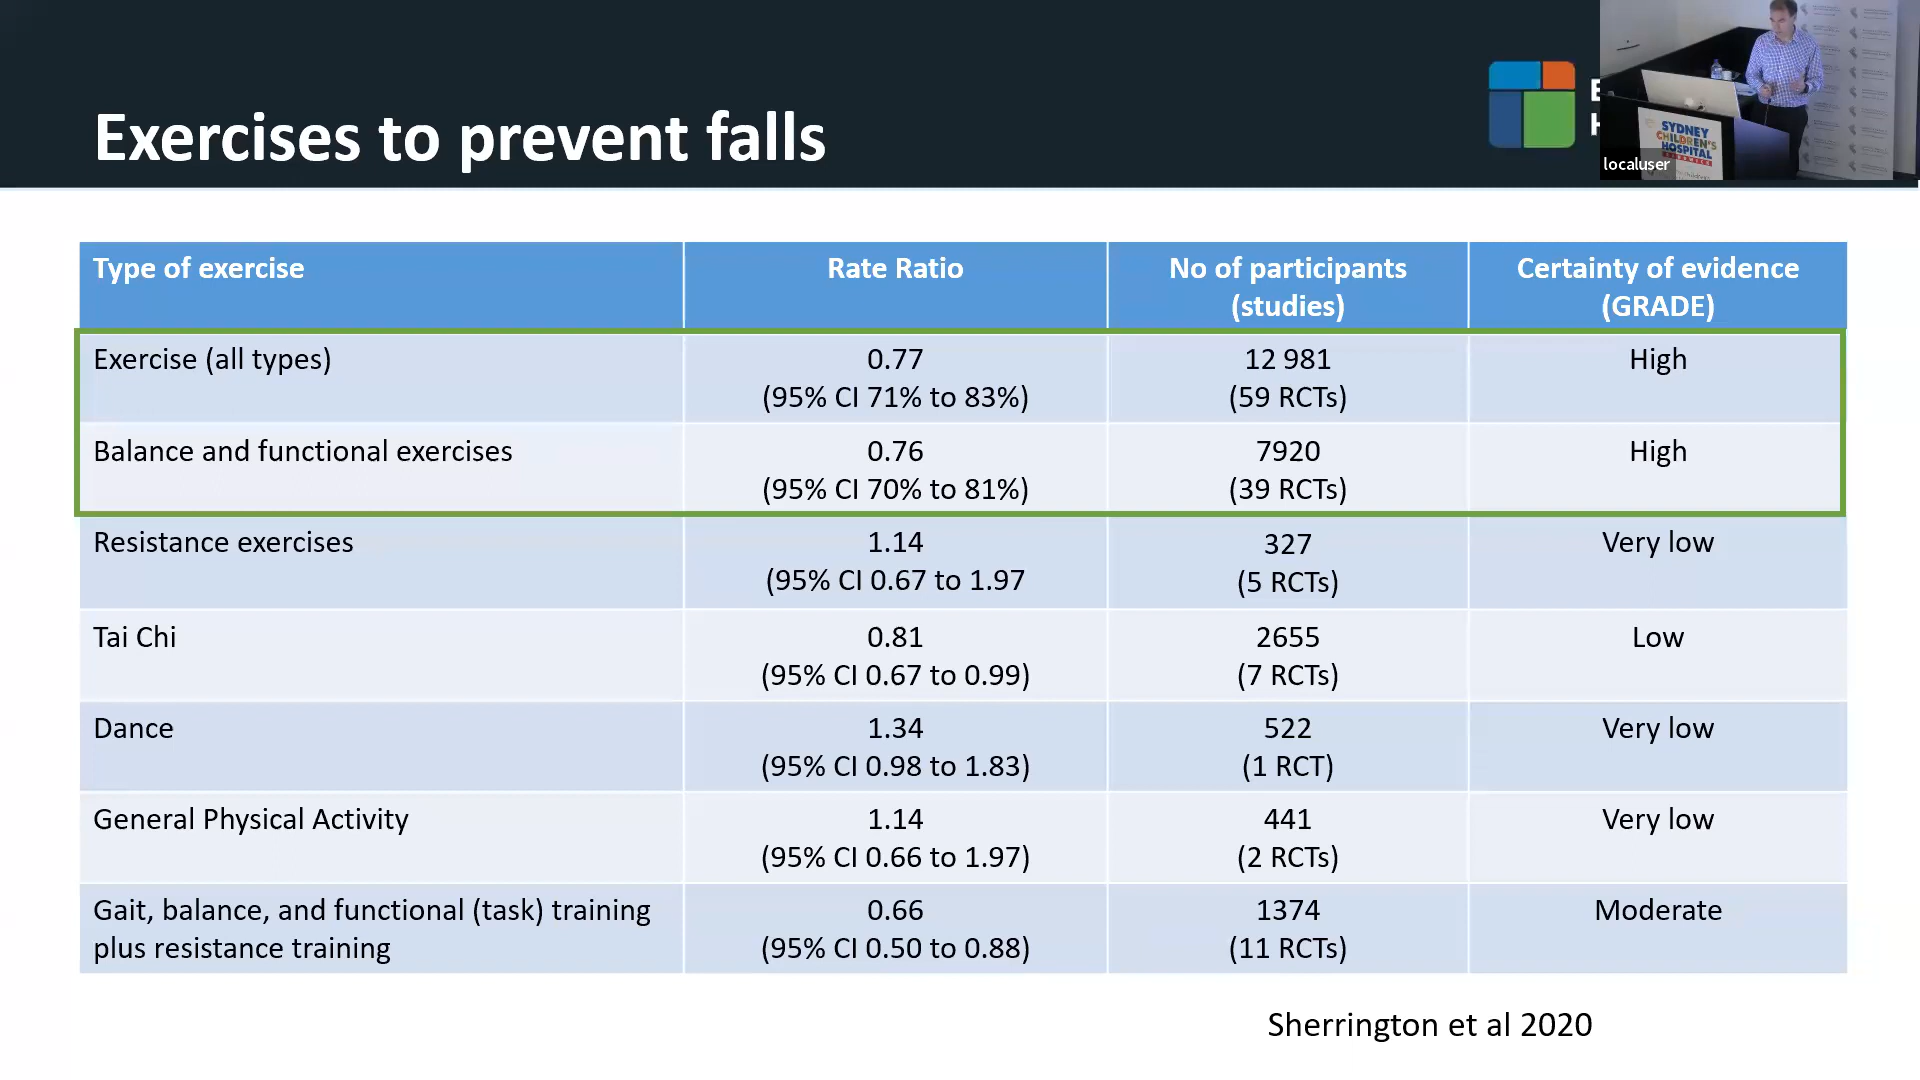 Exercises to prevent falls
E
H
SYDNEY
CHILDREN'S
HOSPITAL
localuser
Type of exercise
Rate Ratio
No of participants
(studies)
Certainty of evidence
(GRADE)
Exercise (all types)
0.77
(95% CI 71% to 83%)
12 981
(59 RCTs)
High
Balance and functional exercises
0.76
(95% CI 70% to 81%)
7920
(39 RCTs)
High
Resistance exercises
1.14
(95% CI 0.67 to 1.97
327
(5 RCTs)
Very low
Tai Chi
0.81
(95% CI 0.67 to 0.99)
2655
(7 RCTs)
Low
Dance
1.34
(95% CI 0.98 to 1.83)
522
(1 RCT)
Very low
General Physical Activity
1.14
(95% CI 0.66 to 1.97)
441
(2 RCTs)
Very low
Gait, balance, and functional (task) training
plus resistance training
0.66
(95% CI 0.50 to 0.88)
1374
(11 RCTs)
Moderate
Sherrington et al 2020